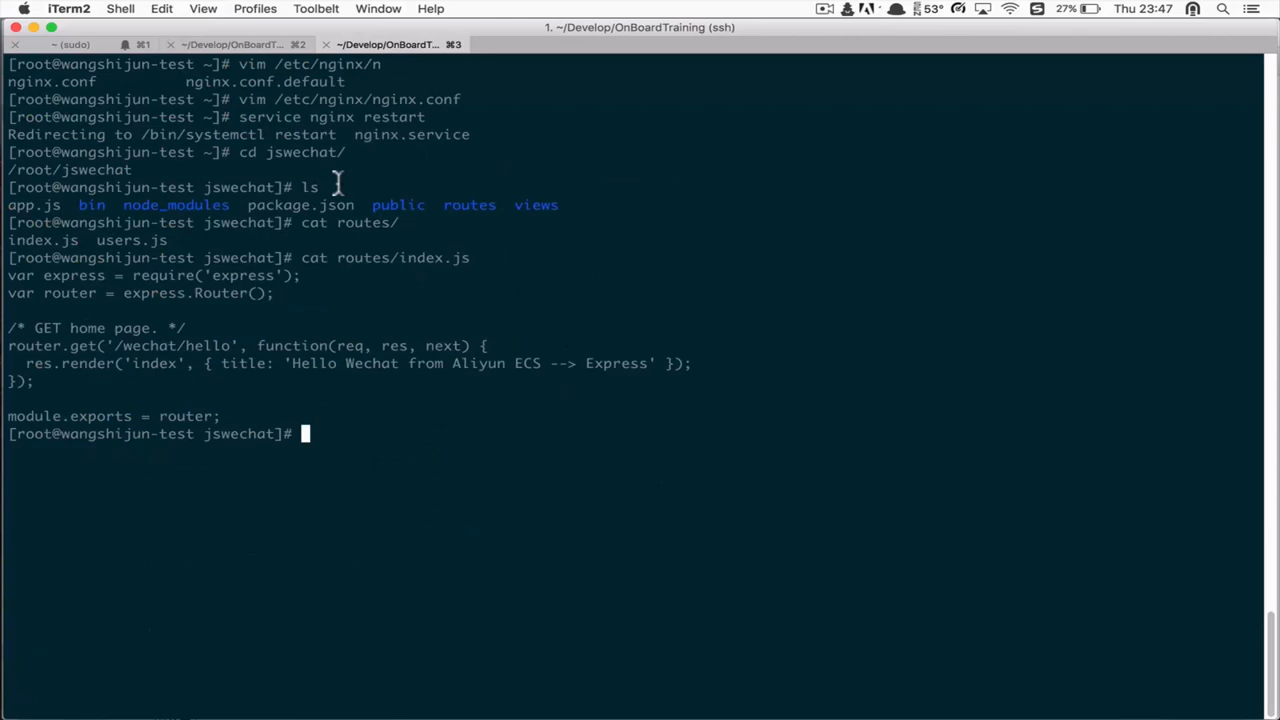 iTerm2 Shell Edit View Profiles Toolbelt Window Help 53° 27% Thu 23:47
1. ~/Develop/OnBoardTraining (ssh)
~ (sudo) ⌘1 ~/Develop/OnBoardT... ⌘2 ~/Develop/OnBoardT... ⌘3
[root@wangshijun-test ~]# vim /etc/nginx/n
nginx.conf nginx.conf.default
[root@wangshijun-test ~]# vim /etc/nginx/nginx.conf
[root@wangshijun-test ~]# service nginx restart
Redirecting to /bin/systemctl restart  nginx.service
[root@wangshijun-test ~]# cd jswechat/
/root/jswechat
[root@wangshijun-test jswechat]# ls
app.js  bin  node_modules  package.json  public  routes  views
[root@wangshijun-test jswechat]# cat routes/
index.js  users.js
[root@wangshijun-test jswechat]# cat routes/index.js
var express = require('express');
var router = express.Router();
/* GET home page. */
router.get('/wechat/hello', function(req, res, next) {
  res.render('index', { title: 'Hello Wechat from Aliyun ECS --> Express' });
});
module.exports = router;
[root@wangshijun-test jswechat]#